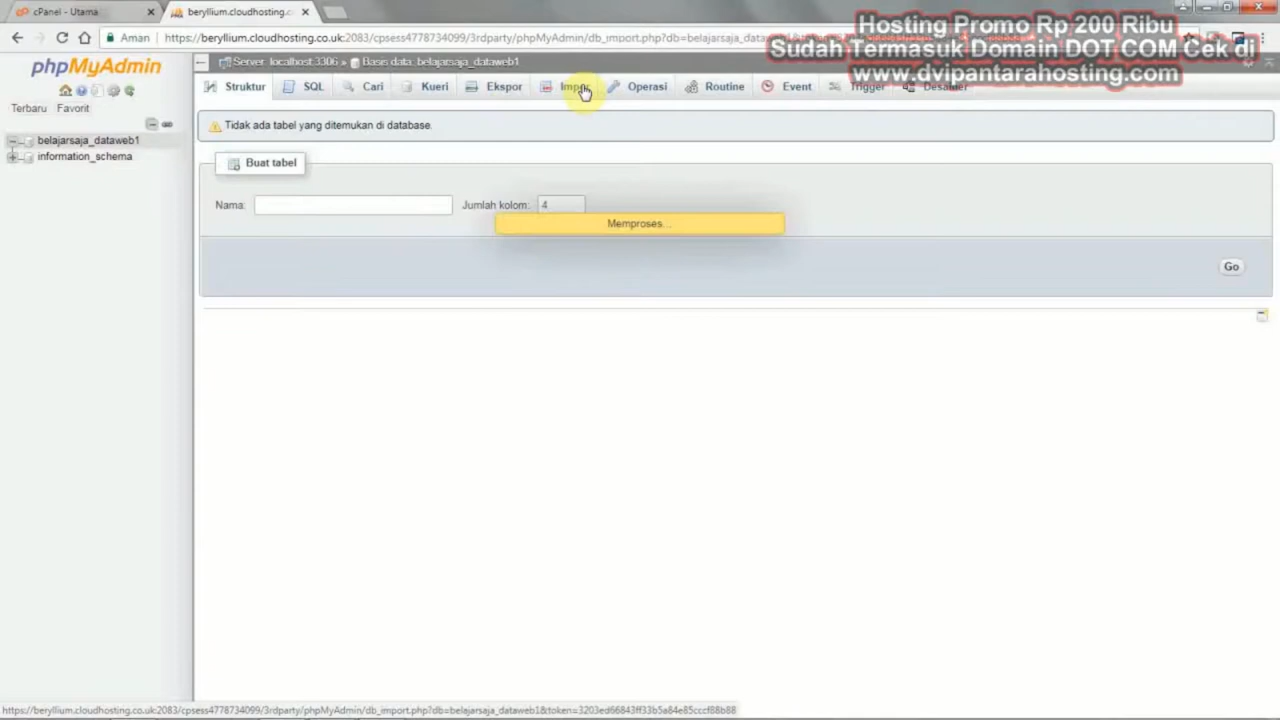 cPanel - Utama
beryllium.cloudhosting.c
Hosting Promo Rp 200 Ribu
Sudah Termasuk Domain DOT COM Cek di
www.dvipantarahosting.com
Aman
https://beryllium.cloudhosting.co.uk:2083/cpsess4778734099/3rdparty/phpMyAdmin/db_import.php?db=belajarsaja_dataweb1
phpMyAdmin
Server: localhost:3306 » Basis data: belajarsaja_dataweb1
Terbaru Favorit
belajarsaja_dataweb1
information_schema
Struktur SQL Cari Kueri Ekspor Impor Operasi Routine Event Trigger Desainer
Tidak ada tabel yang ditemukan di database.
Buat tabel
Nama: Jumlah kolom: 4
Memproses...
Go
https://beryllium.cloudhosting.co.uk:2083/cpsess4778734099/3rdparty/phpMyAdmin/db_import.php?db=belajarsaja_dataweb1&token=3203ed66843ff33b5a84e85cccf88b88